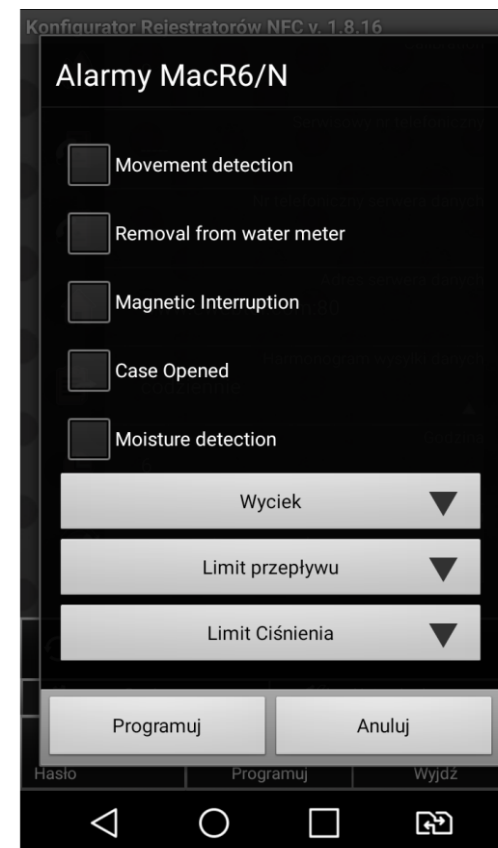 Konfigurator Rejestratorów NFC v. 1.8.16
Alarmy MacR6/N
Movement detection
Removal from water meter
Magnetic Interruption
Case Opened
Moisture detection
Wyciek
Limit przepływu
Limit Ciśnienia
Programuj
Anuluj
Hasło
Programuj
Wyjdź